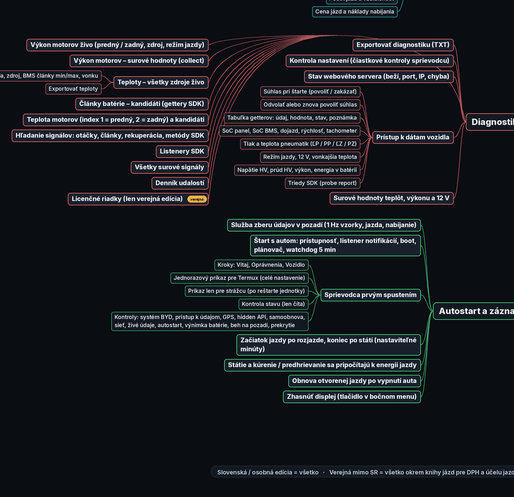 Cena jázd a náklady nabíjania
Výkon motorov živo (predný / zadný, zdroj, režim jazdy)
Výkon motorov – surové hodnoty (collect)
a, zdroj, BMS články min/max, vonku
Exportovať teploty
Teploty – všetky zdroje živo
Články batérie – kandidáti (gettery SDK)
Teplota motorov (index 1 = predný, 2 = zadný) a kandidáti
Hľadanie signálov: otáčky, články, rekuperácia, metódy SDK
Listenery SDK
Všetky surové signály
Denník udalostí
Licenčné riadky (len verejná edícia)
verejná
Exportovať diagnostiku (TXT)
Kontrola nastavení (čiastkové kontroly sprievodcu)
Stav webového servera (beží, port, IP, chyba)
Súhlas pri štarte (povoliť / zakázať)
Odvolať alebo znova povoliť súhlas
Tabuľka getterov: údaj, hodnota, stav, poznámka
SoC panel, SoC BMS, dojazd, rýchlosť, tachometer
Tlak a teplota pneumatík (ĽP / PP / ĽZ / PZ)
Režim jazdy, 12 V, vonkajšia teplota
Napätie HV, prúd HV, výkon, energia v batérii
Triedy SDK (probe report)
Prístup k dátam vozidla
Surové hodnoty teplôt, výkonu a 12 V
Diagnosti
Služba zberu údajov v pozadí (1 Hz vzorky, jazda, nabíjanie)
Štart s autom: prístupnosť, listener notifikácií, boot,
plánovač, watchdog 5 min
Kroky: Vitaj, Oprávnenia, Vozidlo
Jednorazový príkaz pre Termux (celé nastavenie)
Príkaz len pre strážcu (po reštarte jednotky)
Kontrola stavu (len číta)
Kontroly: systém BYD, prístup k údajom, GPS, hidden API, samoobnova,
sieť, živé údaje, autostart, výnimka batérie, beh na pozadí, prekrytie
Sprievodca prvým spustením
Začiatok jazdy po rozjazde, koniec po státí (nastaviteľné
minúty)
Státie a kúrenie / predhrievanie sa pripočítajú k energii jazdy
Obnova otvorenej jazdy po vypnutí auta
Zhasnúť displej (tlačidlo v bočnom menu)
Autostart a zázna
Slovenská / osobná edícia = všetko · Verejná mimo SR = všetko okrem knihy jázd pre DPH a účelu jazd